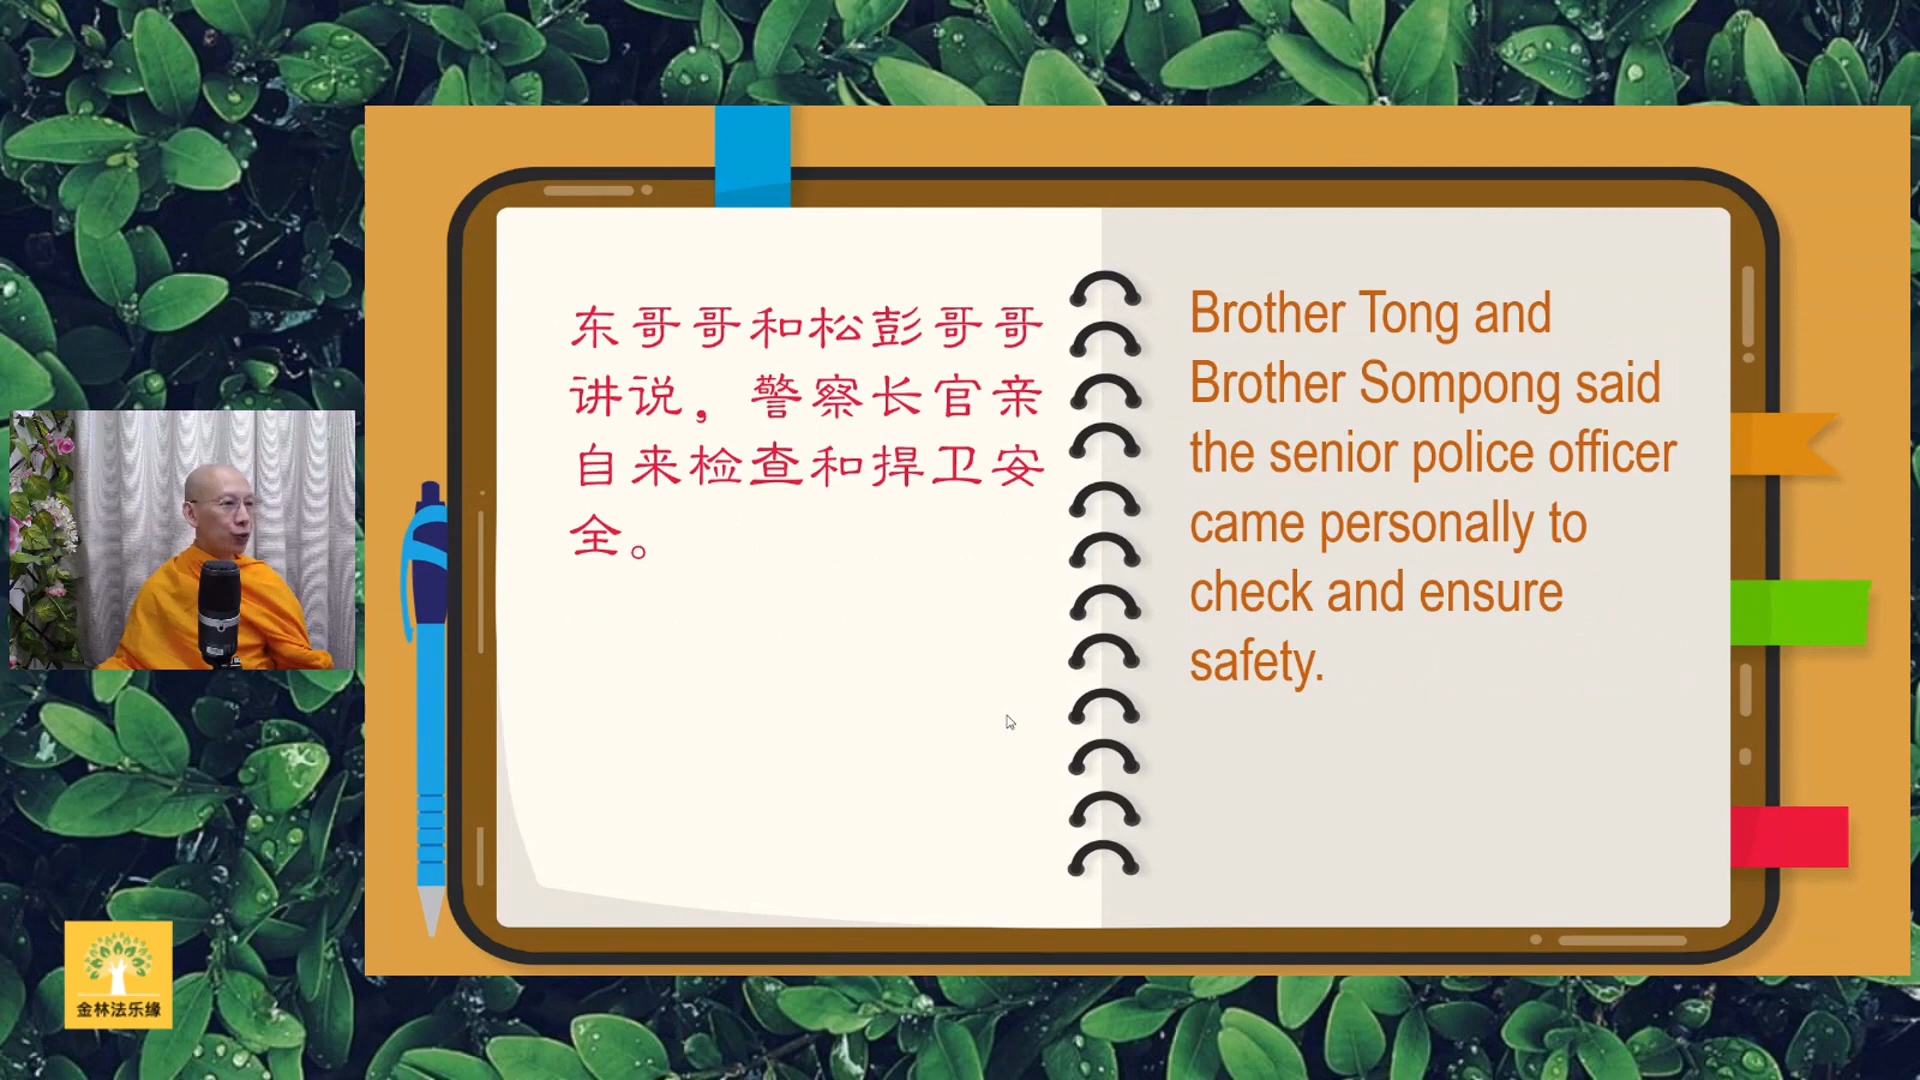 东哥哥和松彭哥哥
讲说，警察长官亲
自来检查和捍卫安
全。
Brother Tong and
Brother Sompong said
the senior police officer
came personally to
check and ensure
safety.
金林法乐缘